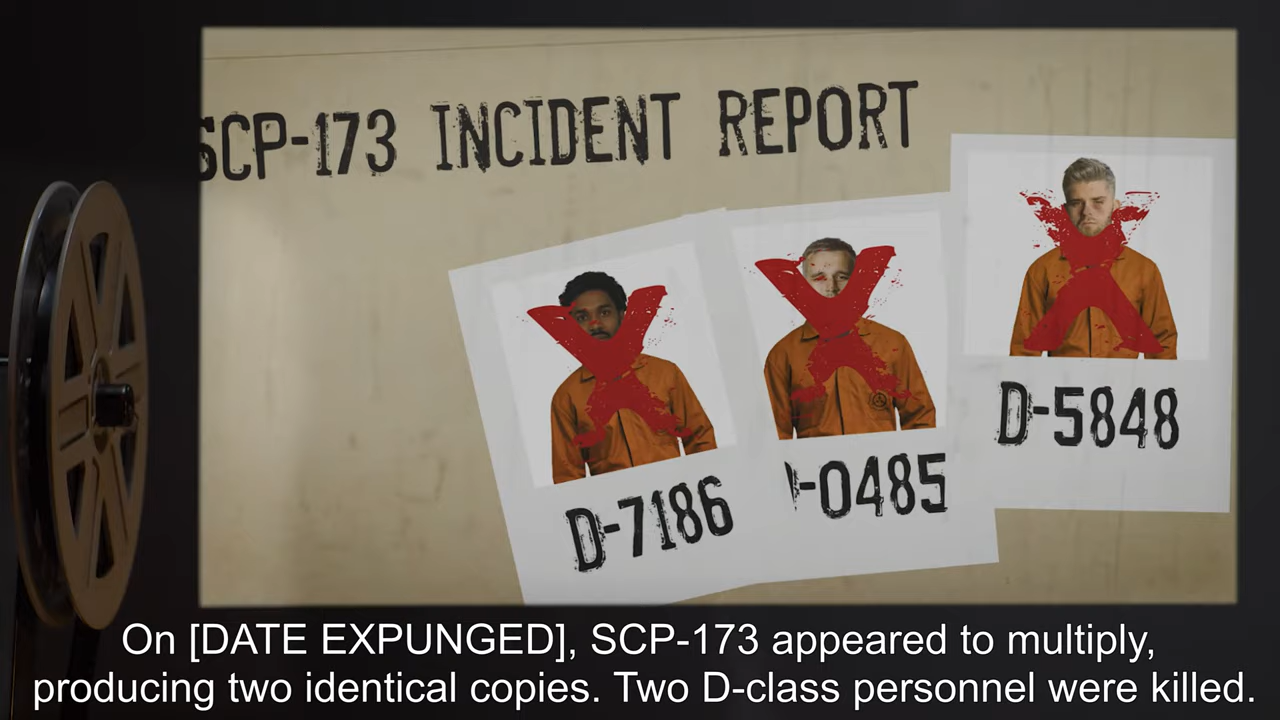 SCP-173 INCIDENT REPORT
D-7186
-0485
D-5848
On [DATE EXPUNGED], SCP-173 appeared to multiply,
producing two identical copies. Two D-class personnel were killed.